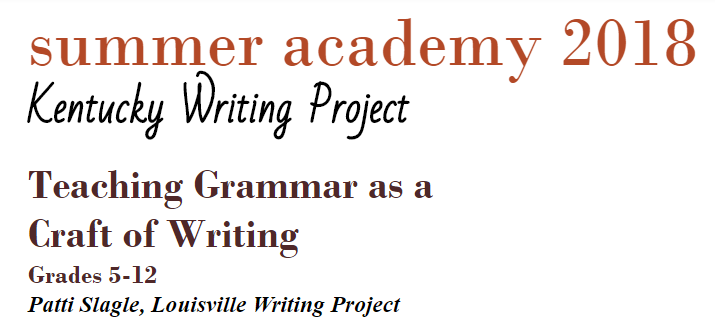 summer academy 2018
Kentucky Writing Project
Teaching Grammar as a
Craft of Writing
Grades 5-12
Patti Slagle, Louisville Writing Project